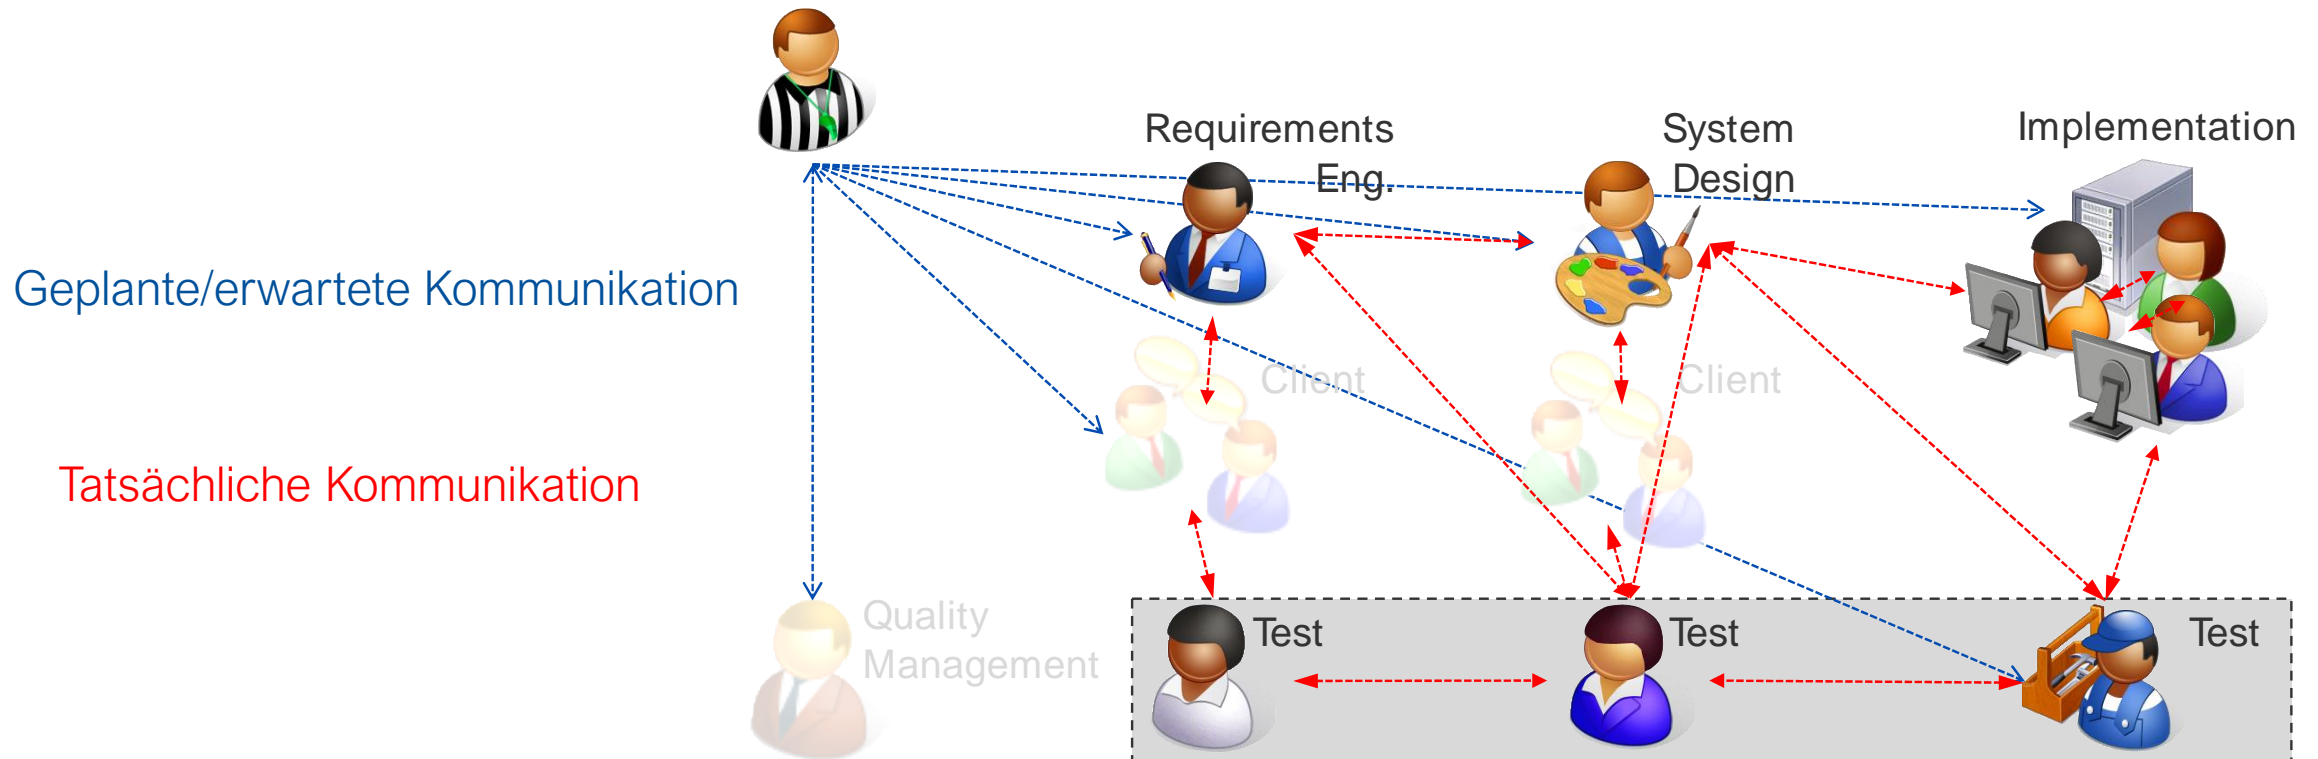 Requirements
Eng.
System
Design
Implementation
Geplante/erwartete Kommunikation
Client
Client
Tatsächliche Kommunikation
Quality
Management
Test
Test
Test